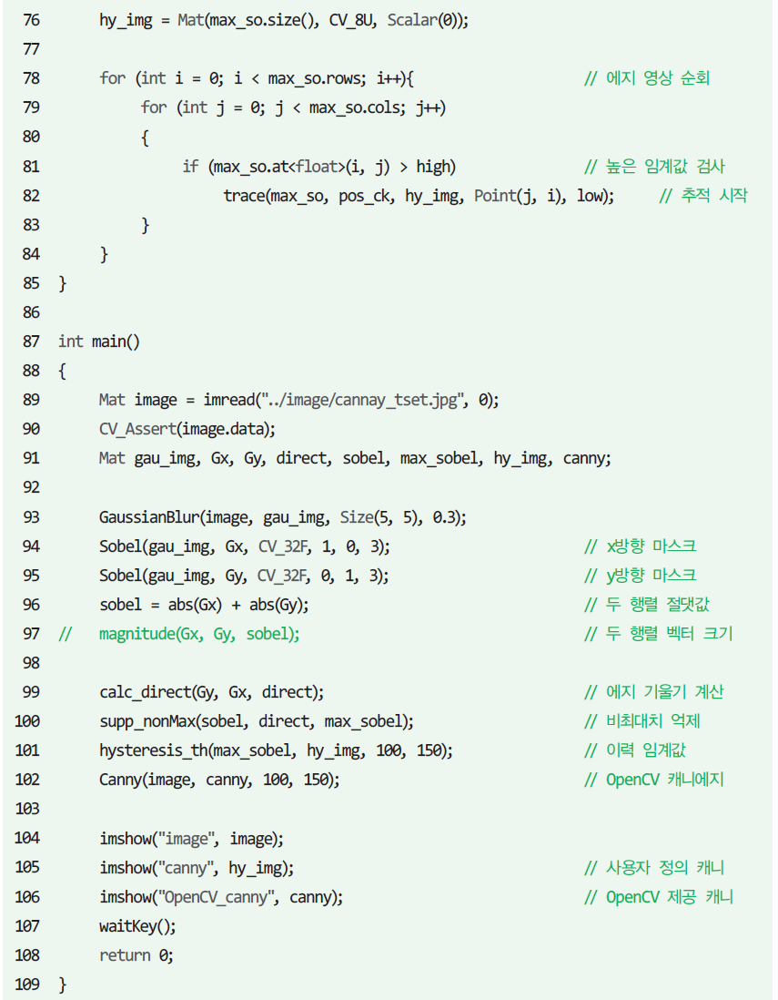 76 hy_img = Mat(max_so.size(), CV_8U, Scalar(0));
77
78 for (int i = 0; i < max_so.rows; i++){ // 에지 영상 순회
79 for (int j = 0; j < max_so.cols; j++)
80 {
81 if (max_so.at<float>(i, j) > high) // 높은 임계값 검사
82 trace(max_so, pos_ck, hy_img, Point(j, i), low); // 추적 시작
83 }
84 }
85 }
86
87 int main()
88 {
89 Mat image = imread("../image/cannay_tset.jpg", 0);
90 CV_Assert(image.data);
91 Mat gau_img, Gx, Gy, direct, sobel, max_sobel, hy_img, canny;
92
93 GaussianBlur(image, gau_img, Size(5, 5), 0.3);
94 Sobel(gau_img, Gx, CV_32F, 1, 0, 3); // x방향 마스크
95 Sobel(gau_img, Gy, CV_32F, 0, 1, 3); // y방향 마스크
96 sobel = abs(Gx) + abs(Gy); // 두 행렬 절댓값
97 // magnitude(Gx, Gy, sobel); // 두 행렬 벡터 크기
98
99 calc_direct(Gy, Gx, direct); // 에지 기울기 계산
100 supp_nonMax(sobel, direct, max_sobel); // 비최대치 억제
101 hysteresis_th(max_sobel, hy_img, 100, 150); // 이력 임계값
102 Canny(image, canny, 100, 150); // OpenCV 캐니에지
103
104 imshow("image", image);
105 imshow("canny", hy_img); // 사용자 정의 캐니
106 imshow("OpenCV_canny", canny); // OpenCV 제공 캐니
107 waitKey();
108 return 0;
109 }